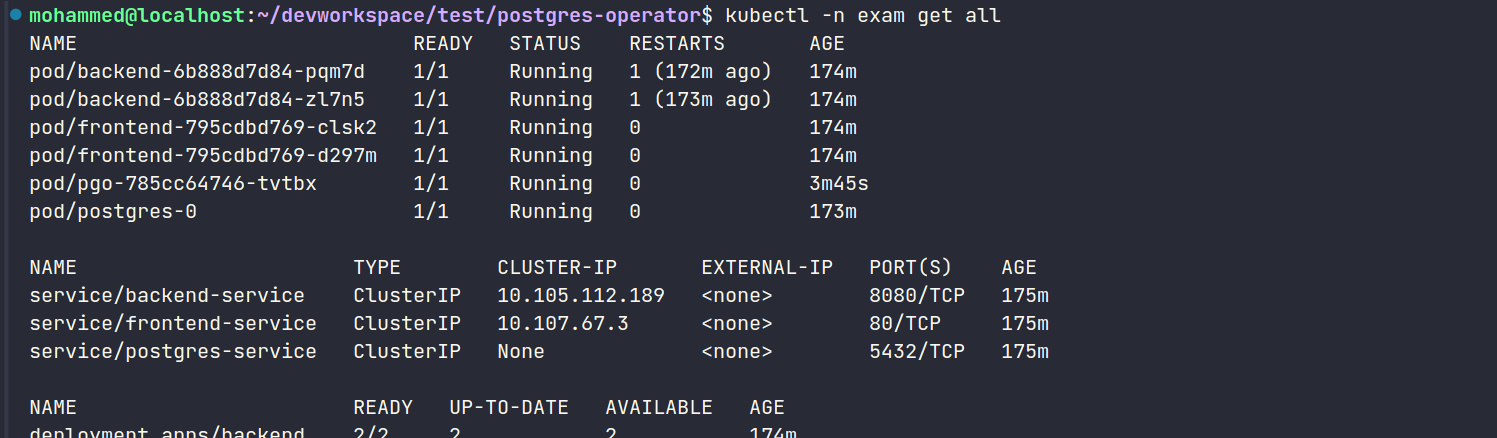 mohammed@localhost:~/devworkspace/test/postgres-operator$ kubectl -n exam get all
NAME READY STATUS RESTARTS AGE
pod/backend-6b888d7d84-pqm7d 1/1 Running 1 (172m ago) 174m
pod/backend-6b888d7d84-zl7n5 1/1 Running 1 (173m ago) 174m
pod/frontend-795cdbd769-clsk2 1/1 Running 0 174m
pod/frontend-795cdbd769-d297m 1/1 Running 0 174m
pod/pgo-785cc64746-tvtbx 1/1 Running 0 3m45s
pod/postgres-0 1/1 Running 0 173m
NAME TYPE CLUSTER-IP EXTERNAL-IP PORT(S) AGE
service/backend-service ClusterIP 10.105.112.189 <none> 8080/TCP 175m
service/frontend-service ClusterIP 10.107.67.3 <none> 80/TCP 175m
service/postgres-service ClusterIP None <none> 5432/TCP 175m
NAME READY UP-TO-DATE AVAILABLE AGE
deployment.apps/backend 2/2 2 2 174m